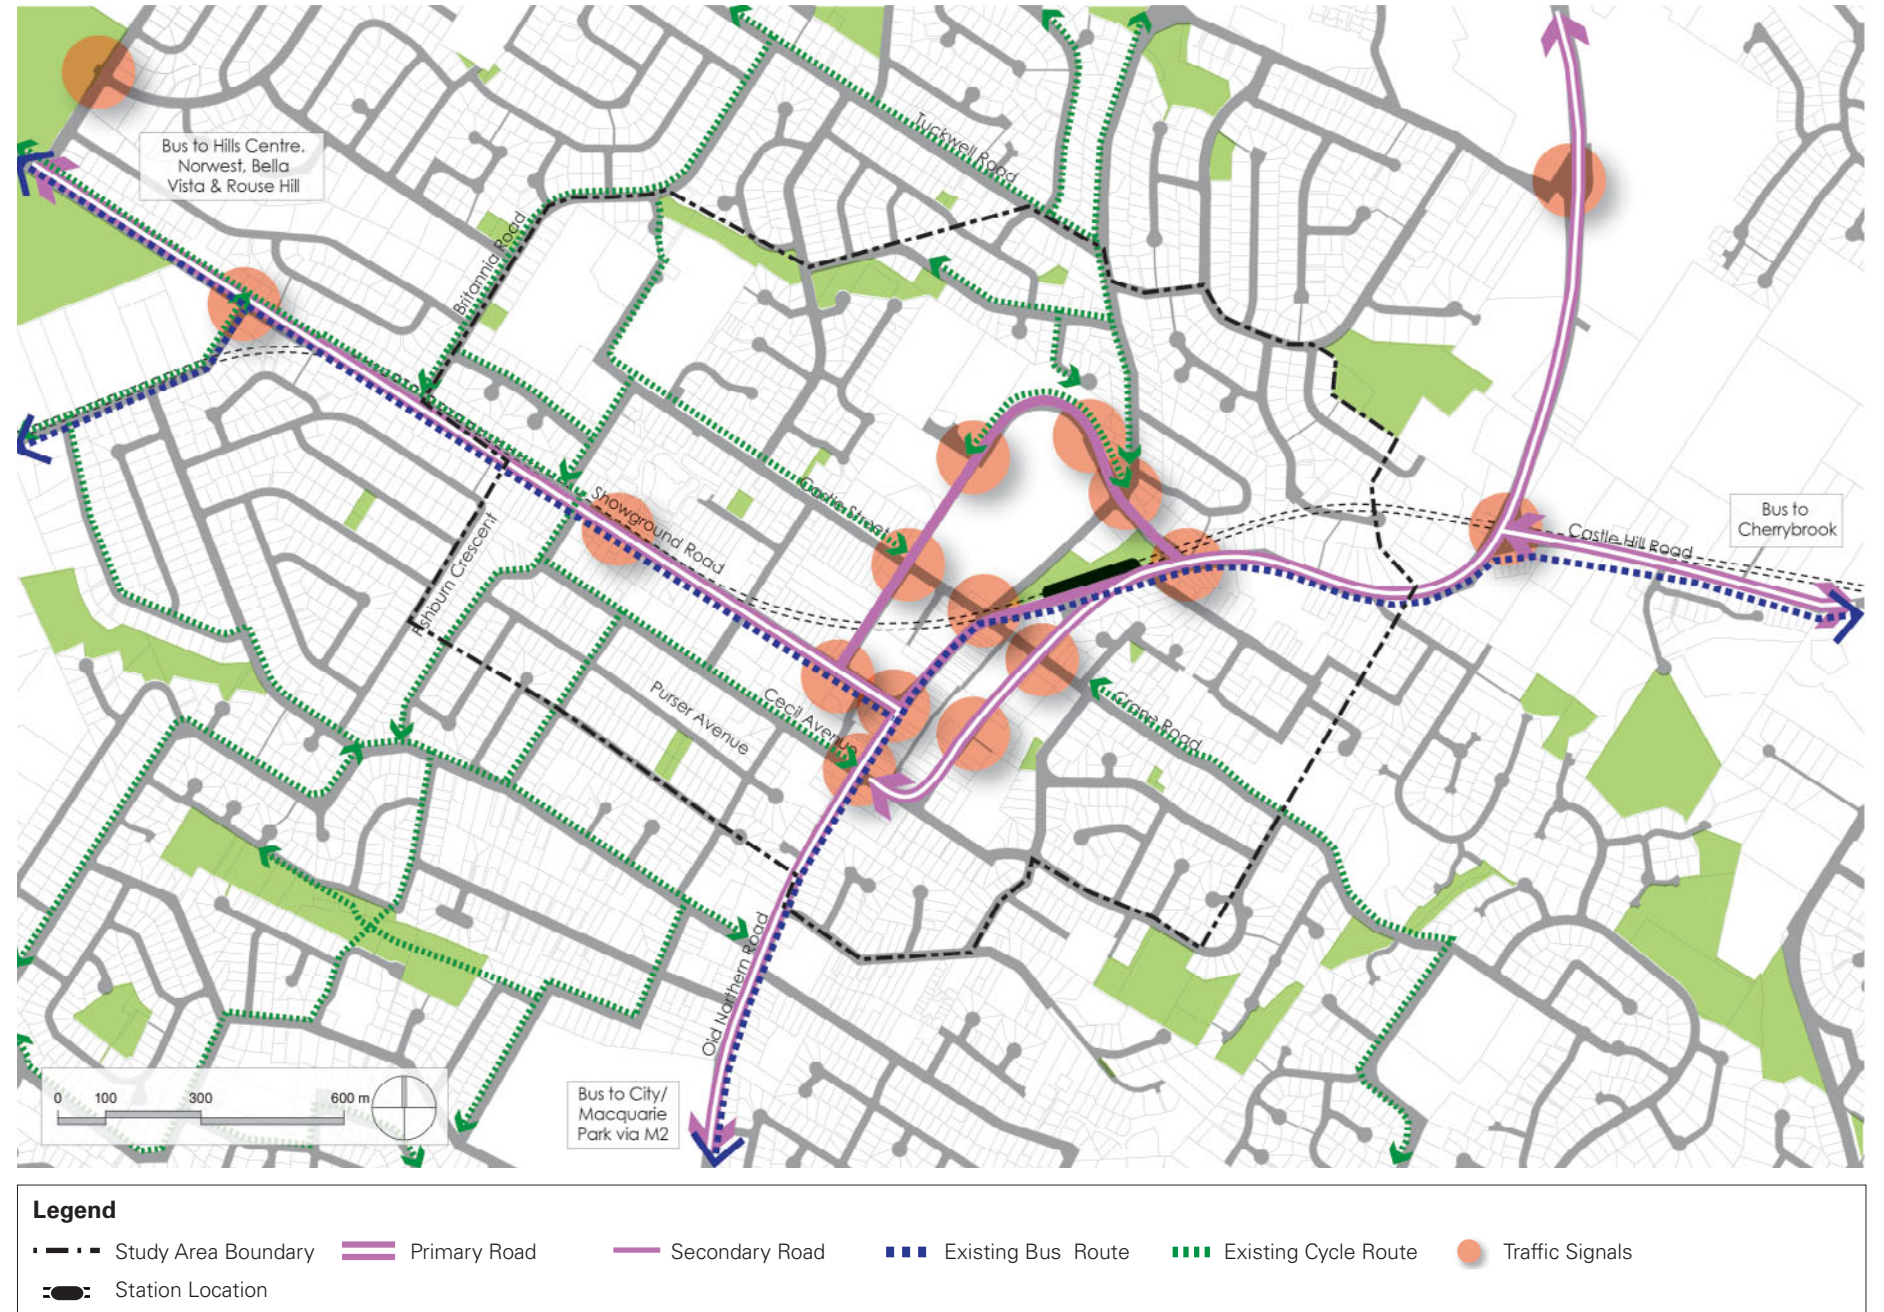 Tuckwell Road
Bus to Hills Centre,
Norwest, Bella
Vista & Rouse Hill
Britannia Road
Castle Street
Showground Road
Bus to
Cherrybrook
Castle Hill Road
Ashburn Crescent
Purser Avenue
Cecil Avenue
Crane Road
Old Northern Road
0 100 300 600 m
Bus to City/
Macquarie
Park via M2
Legend
Study Area Boundary
Primary Road
Secondary Road
Existing Bus Route
Existing Cycle Route
Traffic Signals
Station Location